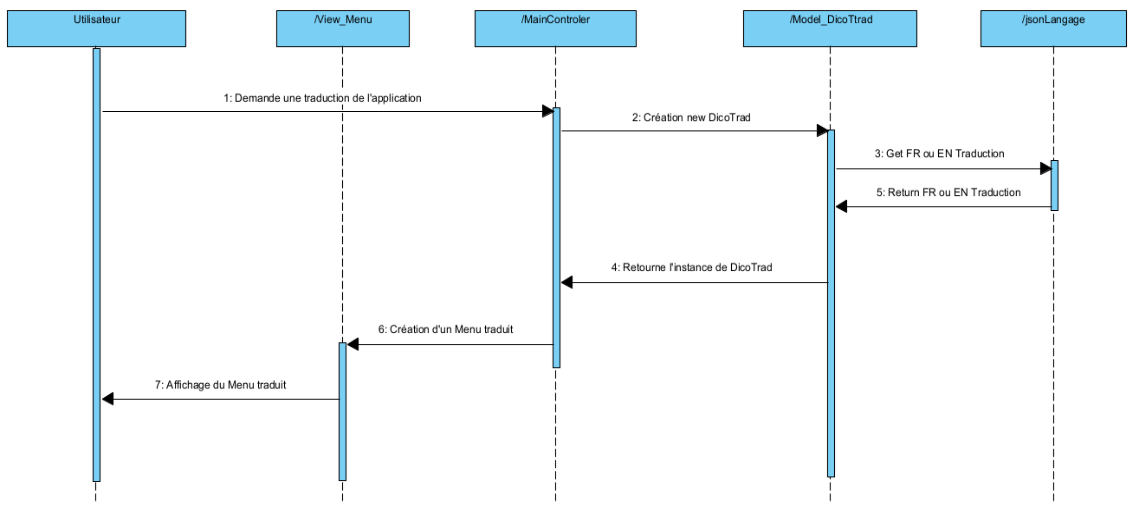 Utilisateur
/View_Menu
/MainControler
/Model_DicoTtrad
/jsonLangage
1: Demande une traduction de l'application
2: Création new DicoTrad
3: Get FR ou EN Traduction
5: Return FR ou EN Traduction
4: Retourne l'instance de DicoTrad
6: Création d'un Menu traduit
7: Affichage du Menu traduit